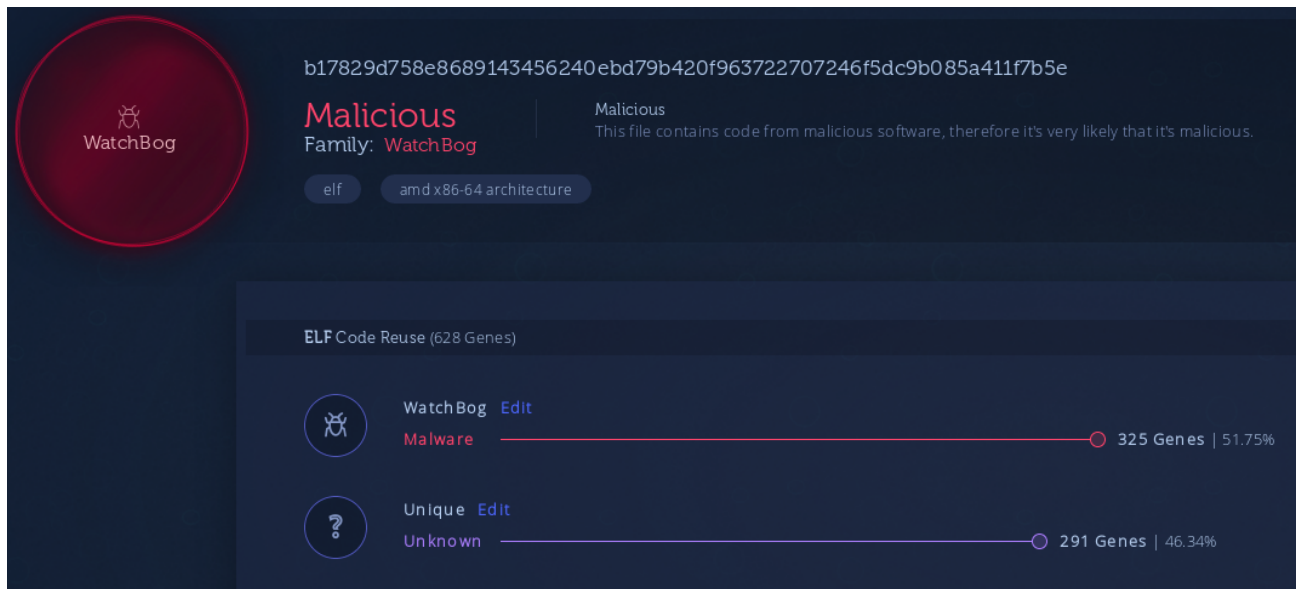 WatchBog
b17829d758e8689143456240ebd79b420f963722707246f5dc9b085a411f7b5e
Malicious
Family: WatchBog
Malicious
This file contains code from malicious software, therefore it's very likely that it's malicious.
elf
amd x86-64 architecture
ELF Code Reuse (628 Genes)
WatchBog Edit
Malware 325 Genes | 51.75%
?
Unique Edit
Unknown 291 Genes | 46.34%